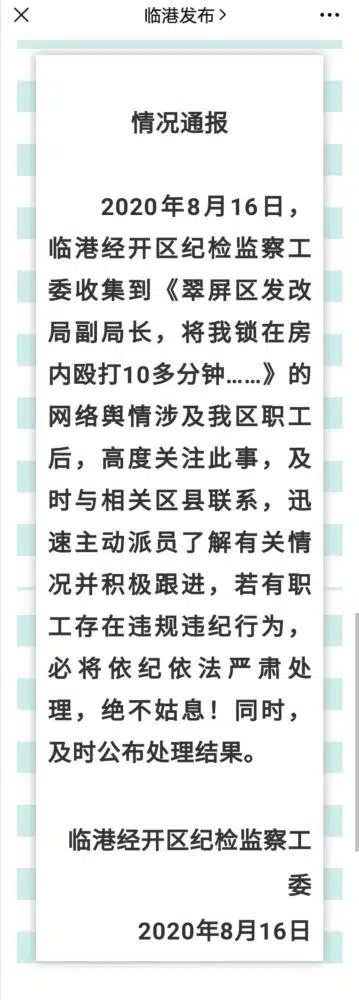 临港发布
情况通报
2020年8月16日，
临港经开区纪检监察工
委收集到《翠屏区发改
局副局长，将我锁在房
内殴打10多分钟……》的
网络舆情涉及我区职工
后，高度关注此事，及
时与相关区县联系，迅
速主动派员了解有关情
况并积极跟进，若有职
工存在违规违纪行为，
必将依纪依法严肃处
理，绝不姑息！同时，
及时公布处理结果。
临港经开区纪检监察工
委
2020年8月16日